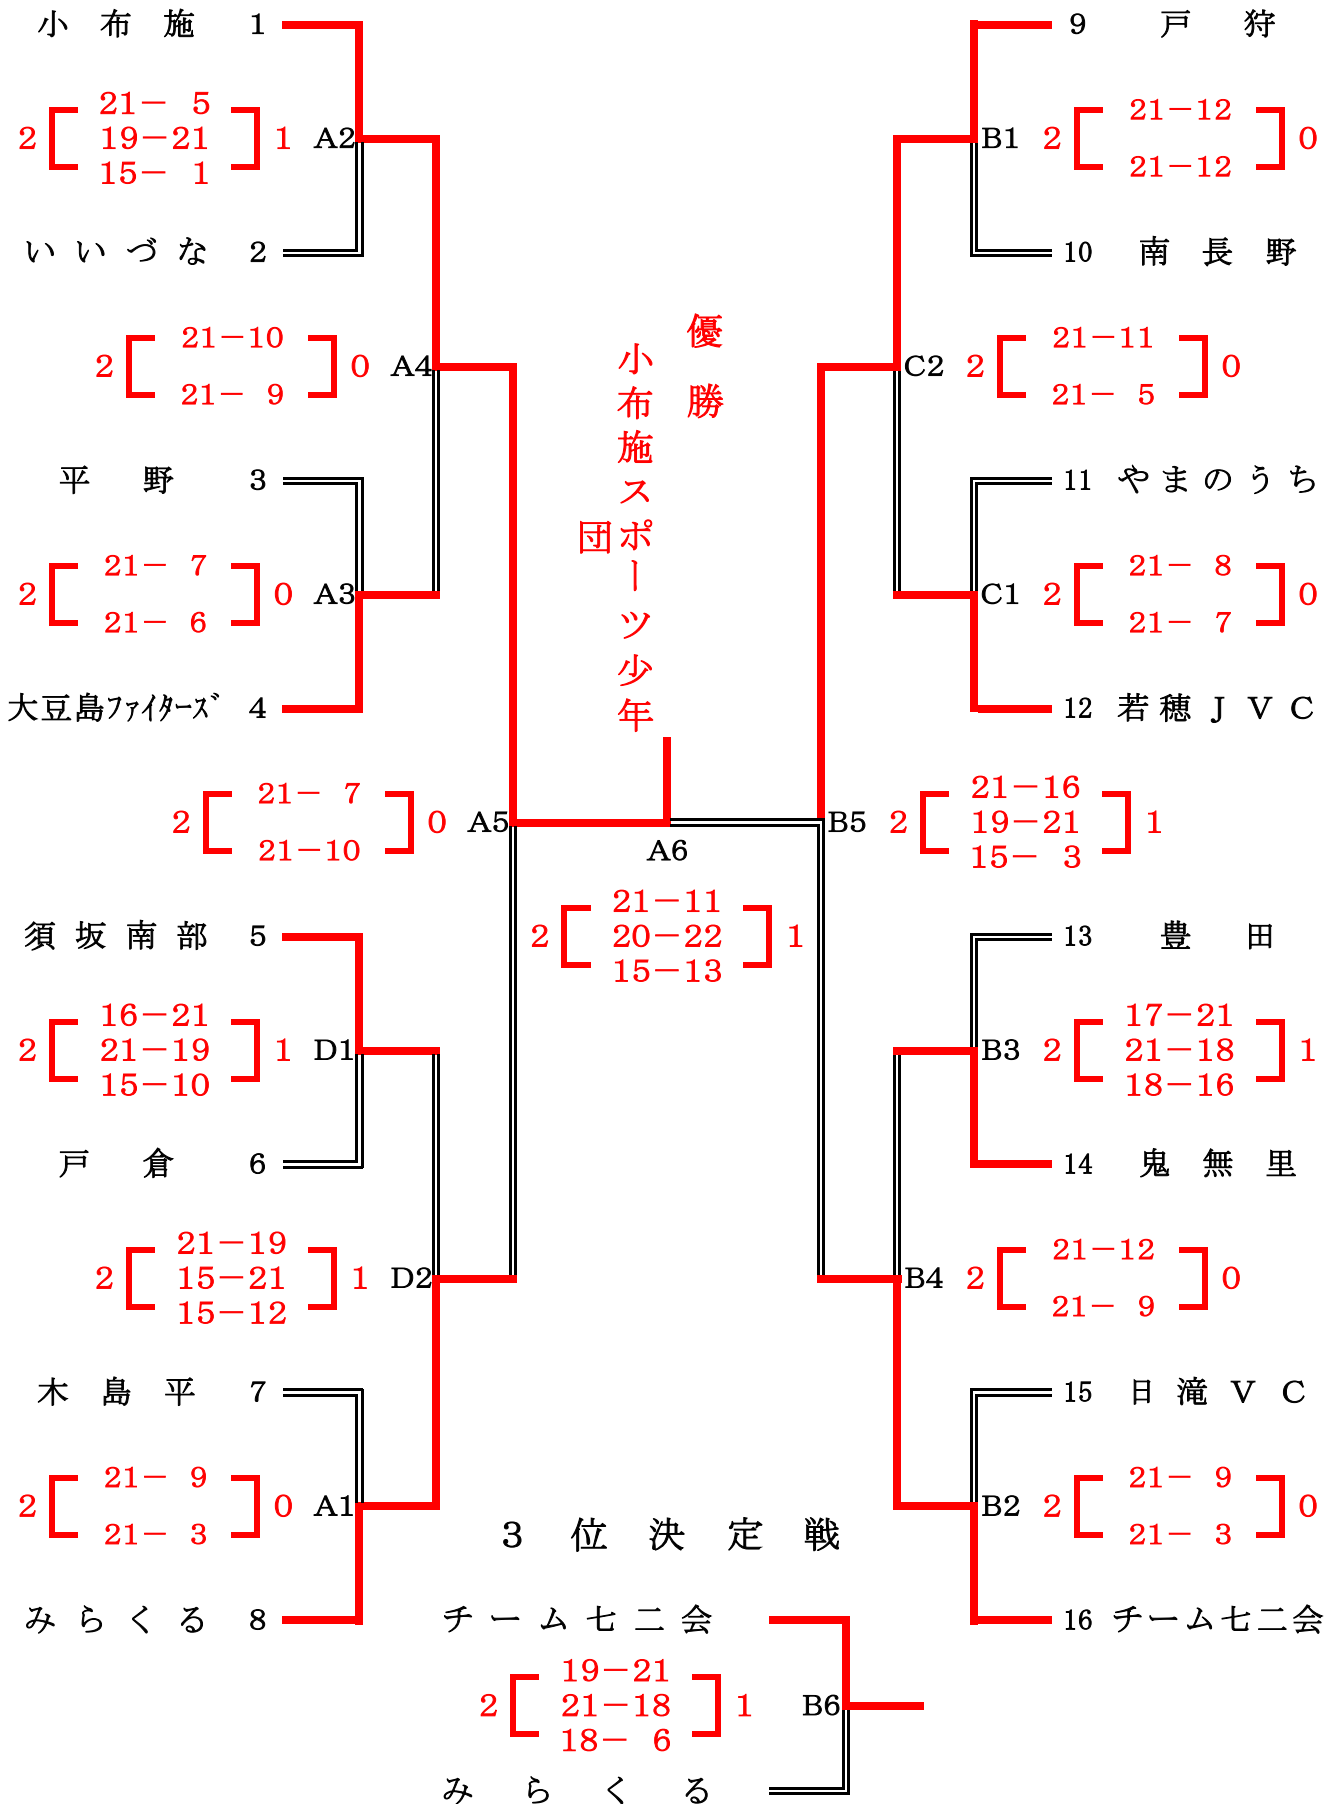 小布施 1
21－ 5
2 19－21 1 A2
15－ 1
いいづな 2
21－10
2 0 A4
21－ 9
平野 3
21－ 7
2 0 A3
21－ 6
大豆島ファイターズ 4
21－ 7
2 0 A5
21－10
須坂南部 5
16－21
2 21－19 1 D1
15－10
戸倉 6
21－19
2 15－21 1 D2
15－12
木島平 7
21－ 9
2 0 A1
21－ 3
みらくる 8
優勝
小布施スポーツ少年
団
A6
21－11
2 20－22 1
15－13
9 戸狩
21－12
B1 2 0
21－12
10 南長野
21－11
C2 2 0
21－ 5
11 やまのうち
21－ 8
C1 2 0
21－ 7
12 若穂JVC
21－16
B5 2 19－21 1
15－ 3
13 豊田
17－21
B3 2 21－18 1
18－16
14 鬼無里
21－12
B4 2 0
21－ 9
15 日滝VC
21－ 9
B2 2 0
21－ 3
16 チーム七二会
3位決定戦
チーム七二会
19－21
2 21－18 1 B6
18－ 6
みらくる